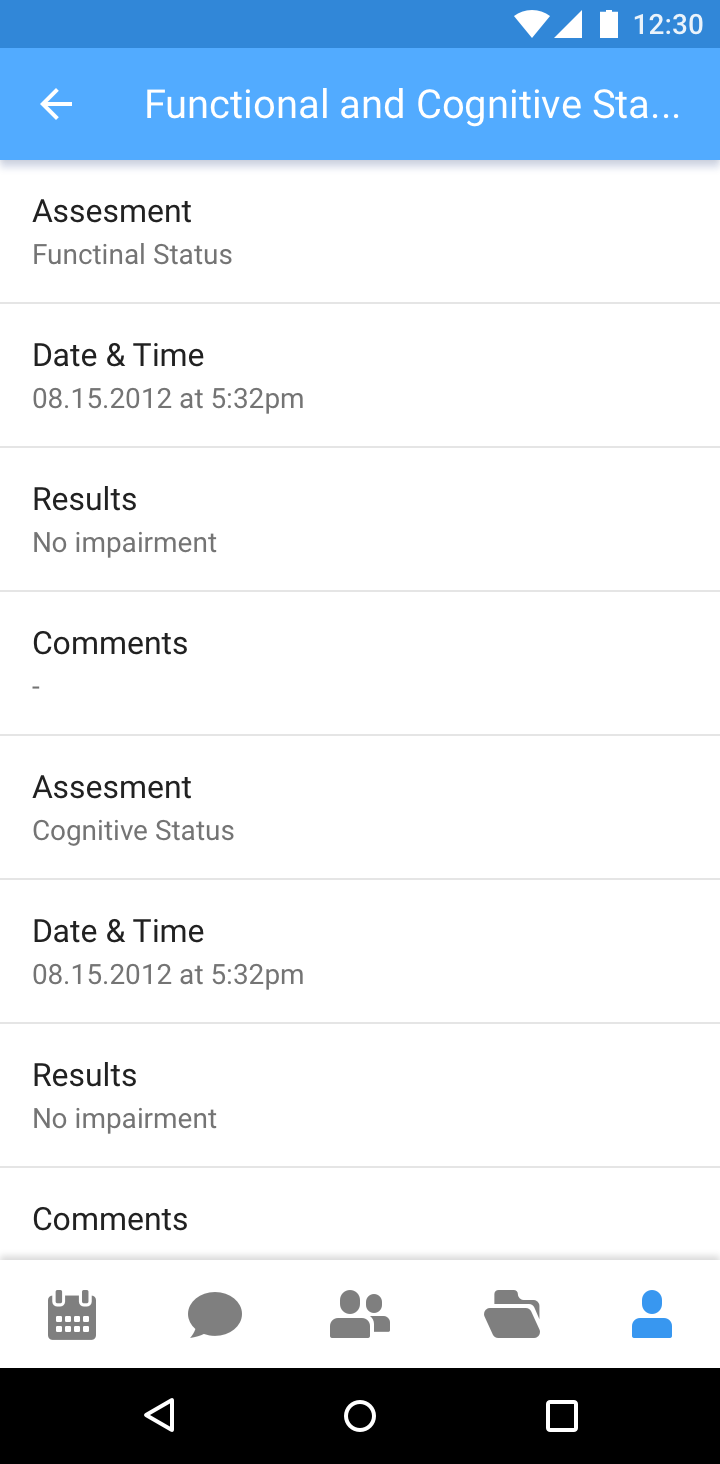 12:30
Functional and Cognitive Sta...
Assesment
Functinal Status
Date & Time
08.15.2012 at 5:32pm
Results
No impairment
Comments
-
Assesment
Cognitive Status
Date & Time
08.15.2012 at 5:32pm
Results
No impairment
Comments